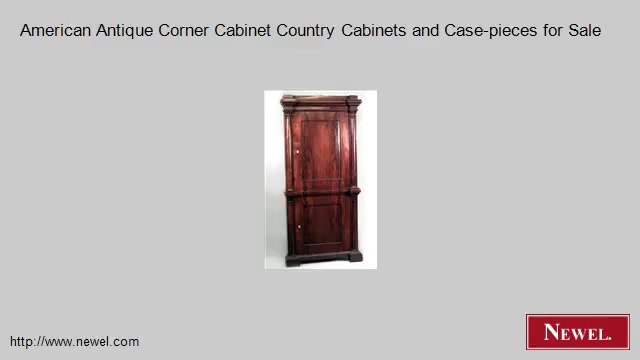 American Antique Corner Cabinet Country Cabinets and Case-pieces for Sale
http://www.newel.com
NEWEL.